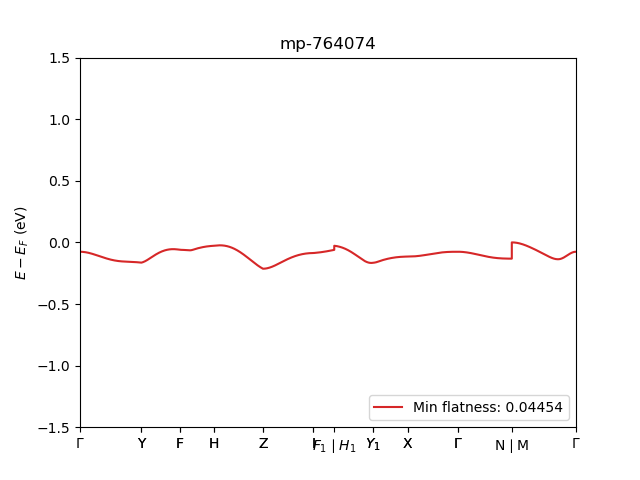 mp-764074
1.5
1.0
0.5
0.0
−0.5
−1.0
−1.5
E − E_F (eV)
Min flatness: 0.04454
Γ Y F H Z I F₁ | H₁ Y₁ X Γ N | M Γ